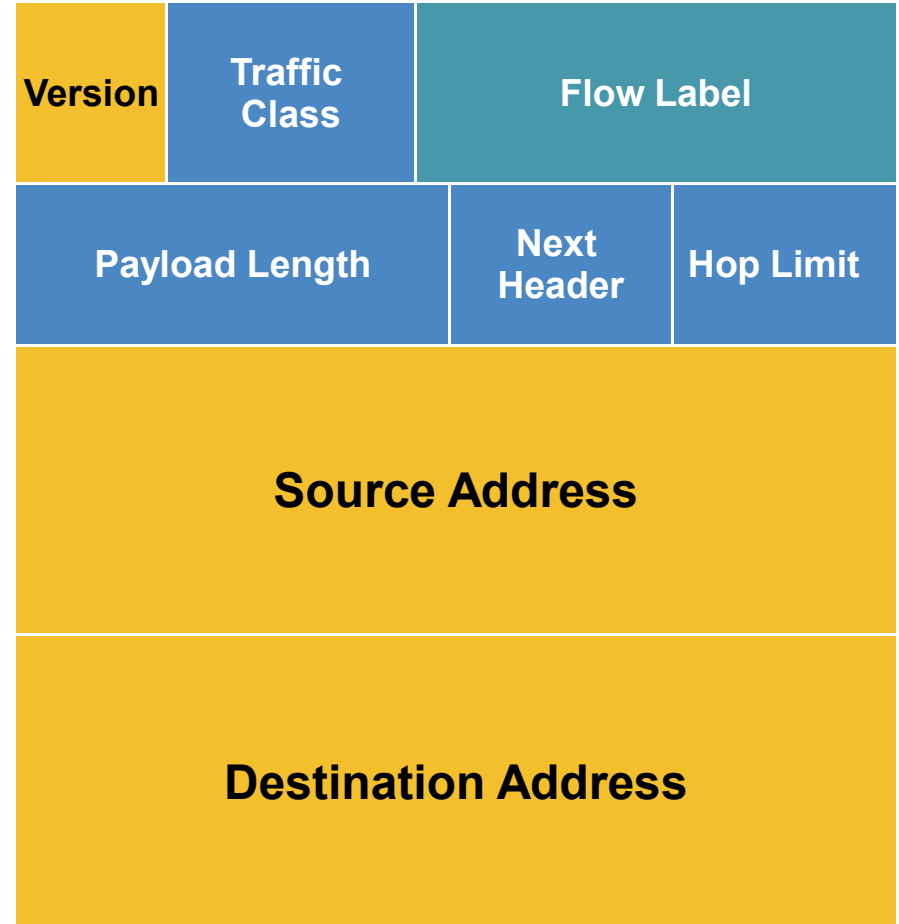 Version
Traffic
Class
Flow Label
Payload Length
Next
Header
Hop Limit
Source Address
Destination Address